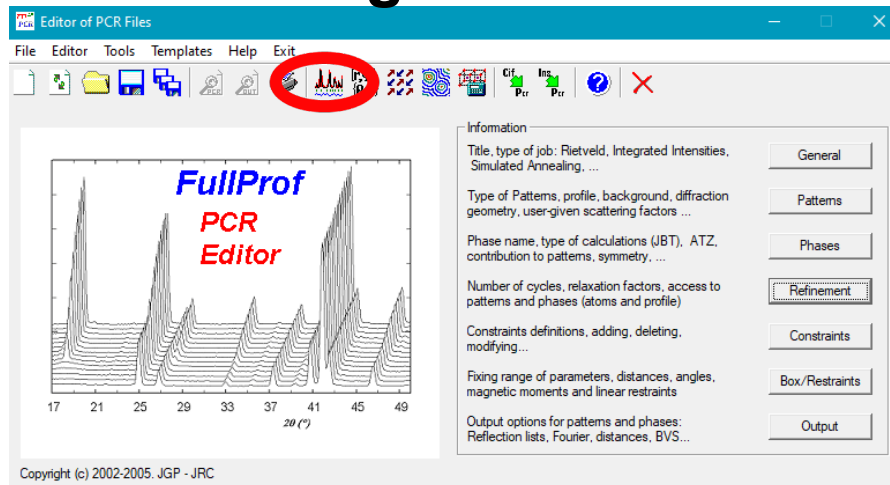 g
Editor of PCR Files
File Editor Tools Templates Help Exit
Cif Pcr Ins Pcr
Information
Title, type of job: Rietveld, Integrated Intensities,
Simulated Annealing, ...
General
Type of Patterns, profile, background, diffraction
geometry, user-given scattering factors ...
Patterns
Phase name, type of calculations (JBT), ATZ,
contribution to patterns, symmetry, ...
Phases
Number of cycles, relaxation factors, access to
patterns and phases (atoms and profile)
Refinement
Constraints definitions, adding, deleting,
modifying...
Constraints
Fixing range of parameters, distances, angles,
magnetic moments and linear restraints
Box/Restraints
Output options for patterns and phases:
Reflection lists, Fourier, distances, BVS...
Output
FullProf
PCR
Editor
17 21 25 29 33 37 41 45 49
2θ (°)
Copyright (c) 2002-2005. JGP - JRC